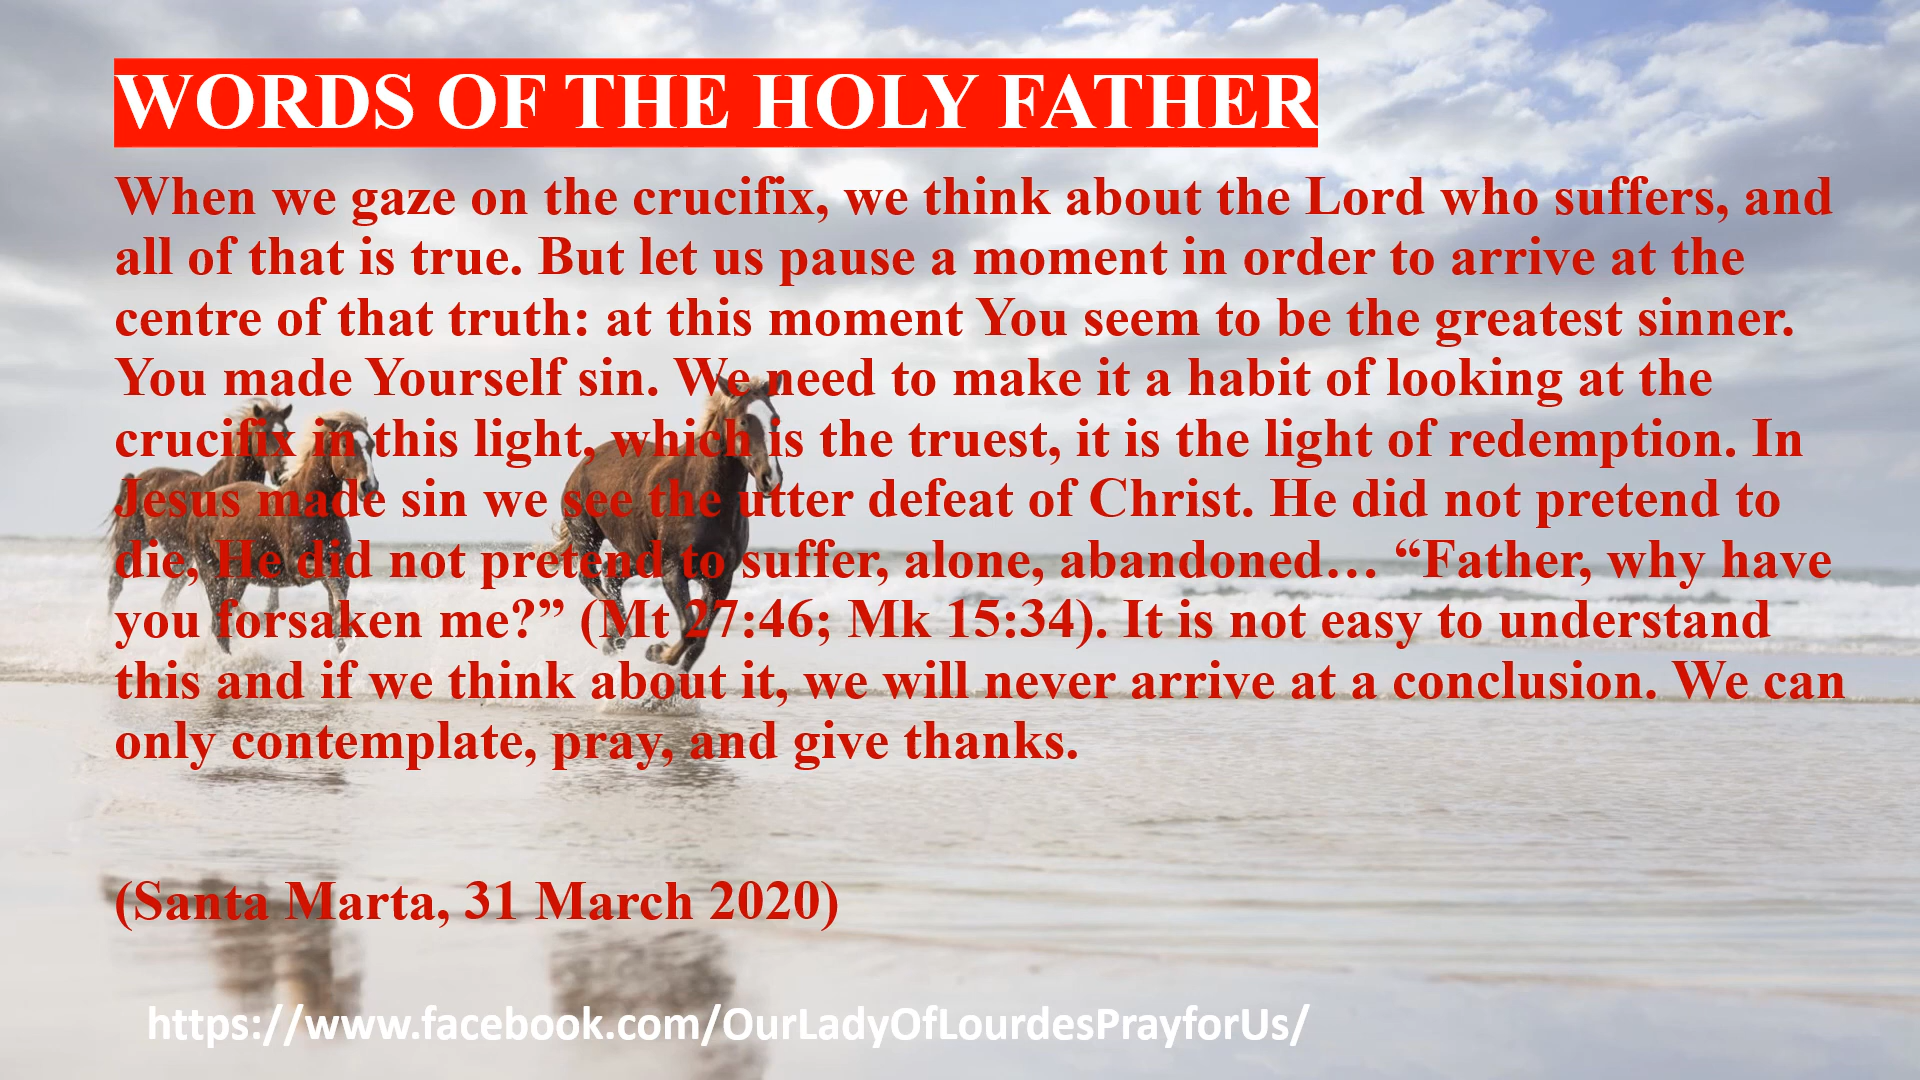 WORDS OF THE HOLY FATHER
When we gaze on the crucifix, we think about the Lord who suffers, and
all of that is true. But let us pause a moment in order to arrive at the
centre of that truth: at this moment You seem to be the greatest sinner.
You made Yourself sin. We need to make it a habit of looking at the
crucifix in this light, which is the truest, it is the light of redemption. In
Jesus made sin we see the utter defeat of Christ. He did not pretend to
die, He did not pretend to suffer, alone, abandoned… “Father, why have
you forsaken me?” (Mt 27:46; Mk 15:34). It is not easy to understand
this and if we think about it, we will never arrive at a conclusion. We can
only contemplate, pray, and give thanks.
(Santa Marta, 31 March 2020)
https://www.facebook.com/OurLadyOfLourdesPrayforUs/